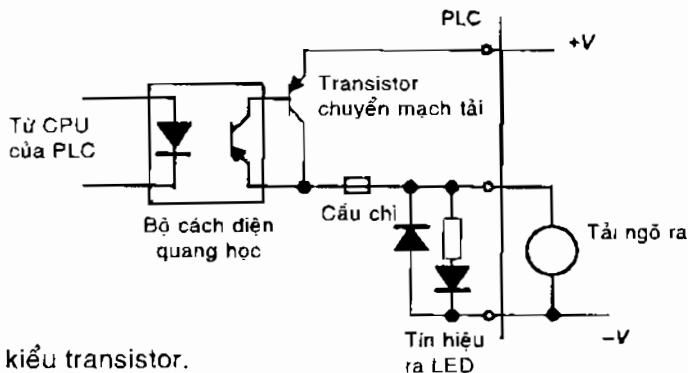 PLC
+V
Transistor
chuyển mạch tải
Từ CPU
của PLC
Cầu chì
Bộ cách điện
quang học
Tải ngõ ra
-V
Tín hiệu
ra LED
kiểu transistor.